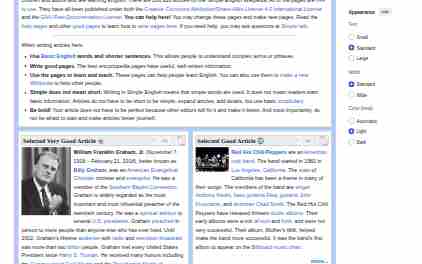 to use. They have all been published under both the Creative Commons Attribution/Share-Alike License 4.0 International License
and the GNU Free Documentation License. You can help here! You may change these pages and make new pages. Read the
help pages and other good pages to learn how to write pages here. If you need help, you may ask questions at Simple talk.
When writing articles here:
• Use Basic English words and shorter sentences. This allows people to understand complex terms or phrases.
• Write good pages. The best encyclopedia pages have useful, well-written information.
• Use the pages to learn and teach. These pages can help people learn English. You can also use them to make a new
Wikipedia to help other people.
• Simple does not mean short. Writing in Simple English means that simple words are used. It does not mean readers want
basic information. Articles do not have to be short to be simple; expand articles, add details, but use basic vocabulary.
• Be bold! Your article does not have to be perfect because other editors will fix it and make it better. And most importantly, do
not be afraid to start and make articles better yourself.
Selected Very Good Article
William Franklin Graham, Jr. (November 7,
1918 – February 21, 2018), better known as
Billy Graham, was an American Evangelical
Christian minister and evangelist. He was a
member of the Southern Baptist Convention.
Graham is widely regarded as the most
important and most influential preacher of the
twentieth century. He was a spiritual advisor to
several U.S. presidents. Graham preached to
person to more people than anyone else who has ever lived. Until
2002, Graham's lifetime audience with radio and television broadcasts
was more than two billion people. Graham met every United States
President since Harry S. Truman. He received many honors including
Selected Good Article
Red Hot Chili Peppers are an American
rock band. The band started in 1983 in
Los Angeles, California. The state of
California has been a theme in many of
their songs. The members of the band are singer
Anthony Kiedis, bass guitarist Flea, guitarist John
Frusciante, and drummer Chad Smith. The Red Hot Chili
Peppers have released thirteen studio albums. Their
early albums were a mix of punk and funk, and were not
very successful. Their album, Mother's Milk, helped
make the band more successful. It was the band's first
album to appear on the Billboard music chart.
Appearance hide
Text
Small
Standard
Large
Width
Standard
Wide
Color (beta)
Automatic
Light
Dark